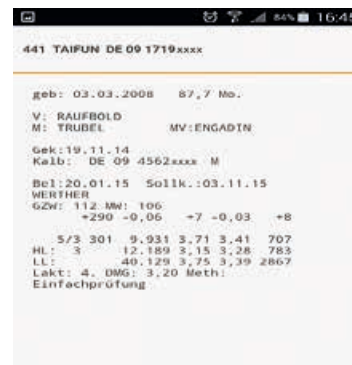 84% 16:45
441 TAIFUN DE 09 1719xxxx
geb: 03.03.2008 87,7 Mo.
V: RAUFBOLD
M: TRUBEL MV:ENGADIN
Gek:19.11.14
Kalb: DE 09 4562xxxx M
Bel:20.01.15 Sollk.:03.11.15
WERTHER
GZW: 112 MW: 106
+290 -0,06 +7 -0,03 +8
5/3 301 9.931 3,71 3,41 707
HL: 3 12.189 3,15 3,28 783
LL: 40.129 3,75 3,39 2867
Lakt: 4. DMG: 3,20 Meth:
Einfachprüfung